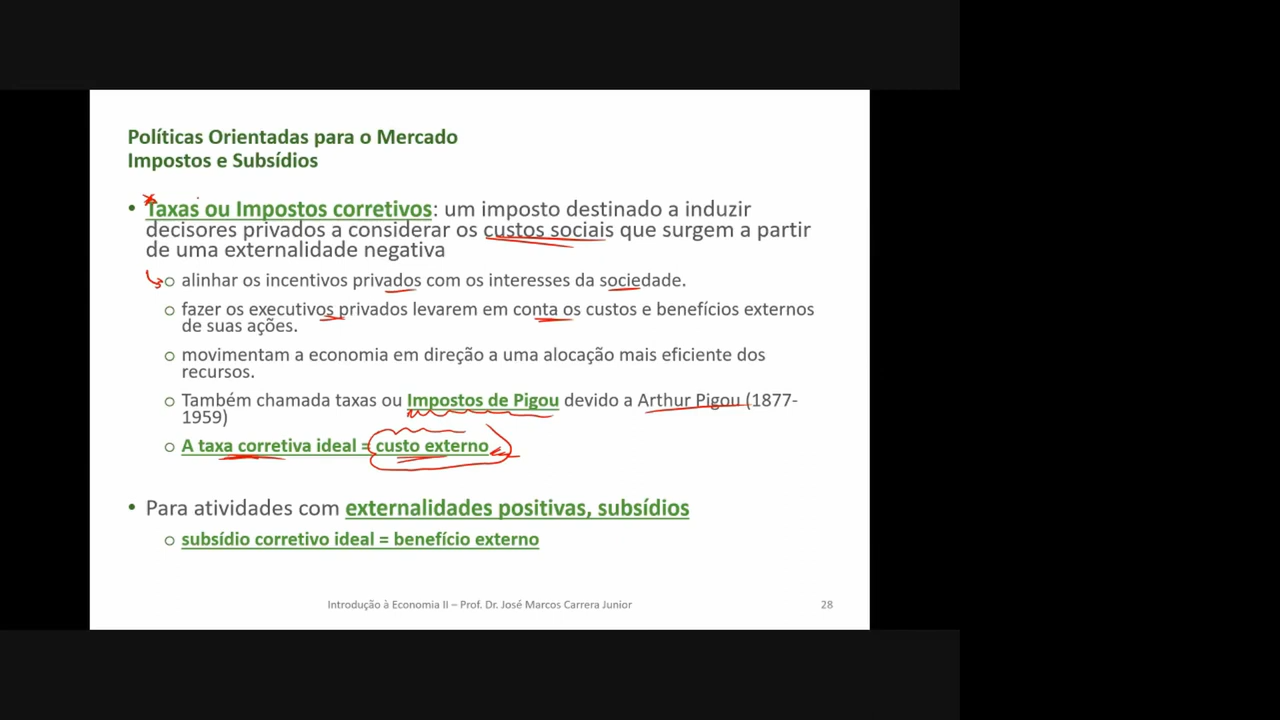 Políticas Orientadas para o Mercado
Impostos e Subsídios
• Taxas ou Impostos corretivos: um imposto destinado a induzir
decisores privados a considerar os custos sociais que surgem a partir
de uma externalidade negativa
o alinhar os incentivos privados com os interesses da sociedade.
o fazer os executivos privados levarem em conta os custos e benefícios externos
de suas ações.
o movimentam a economia em direção a uma alocação mais eficiente dos
recursos.
o Também chamada taxas ou Impostos de Pigou devido a Arthur Pigou (1877-
1959)
o A taxa corretiva ideal = custo externo
• Para atividades com externalidades positivas, subsídios
o subsídio corretivo ideal = benefício externo
Introdução à Economia II – Prof. Dr. José Marcos Carrera Junior
28